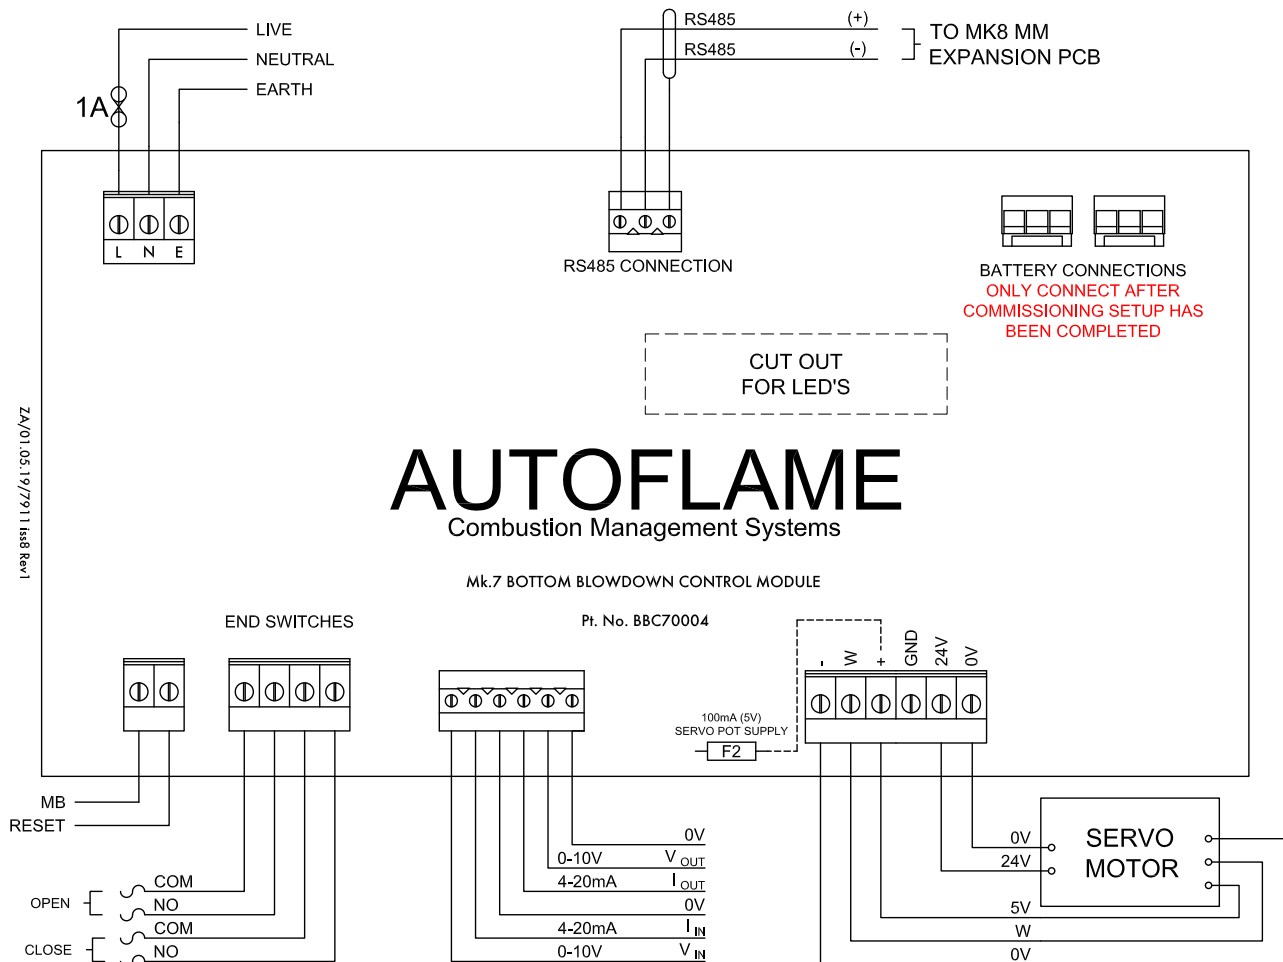 LIVE
NEUTRAL
EARTH
1A
RS485 (+)
RS485 (-)
TO MK8 MM
EXPANSION PCB
L N E
RS485 CONNECTION
BATTERY CONNECTIONS
ONLY CONNECT AFTER
COMMISSIONING SETUP HAS
BEEN COMPLETED
CUT OUT
FOR LED'S
ZA/01.05.19/7911 iss8 Rev1
AUTOFLAME
Combustion Management Systems
Mk.7 BOTTOM BLOWDOWN CONTROL MODULE
Pt. No. BBC70004
END SWITCHES
- W + GND 24V 0V
100mA (5V)
SERVO POT SUPPLY
F2
MB
RESET
OPEN
COM
NO
CLOSE
COM
NO
0V
0-10V V OUT
4-20mA I OUT
0V
4-20mA I IN
0-10V V IN
0V
24V
SERVO
MOTOR
5V
W
0V